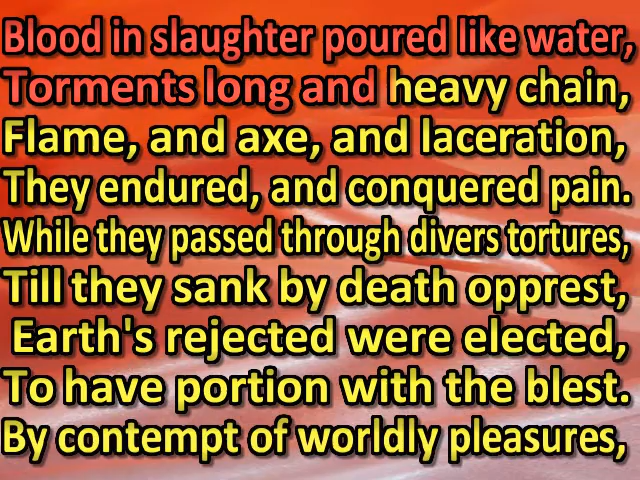 Blood in slaughter poured like water,
Torments long and heavy chain,
Flame, and axe, and laceration,
They endured, and conquered pain.
While they passed through divers tortures,
Till they sank by death opprest,
Earth's rejected were elected,
To have portion with the blest.
By contempt of worldly pleasures,